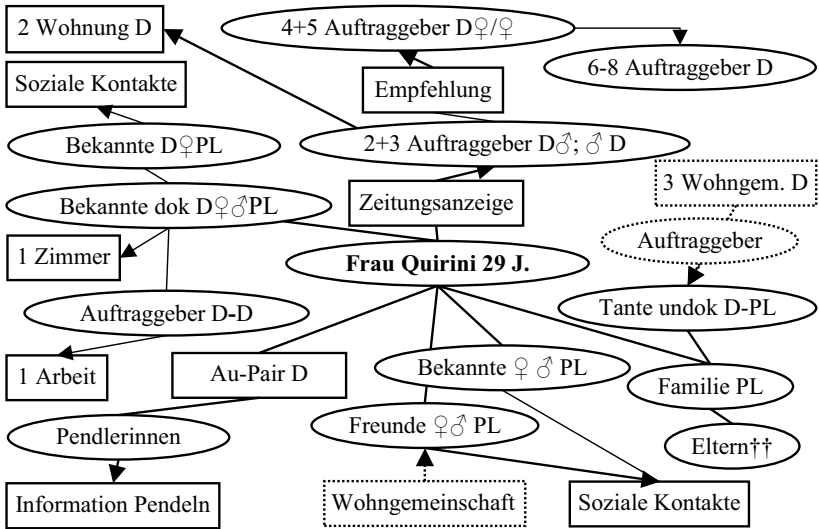 2 Wohnung D
4+5 Auftraggeber D♀/♀
6-8 Auftraggeber D
Soziale Kontakte
Empfehlung
Bekannte D♀PL
2+3 Auftraggeber D♂; ♂ D
3 Wohngem. D
Bekannte dok D♀♂PL
Zeitungsanzeige
Auftraggeber
1 Zimmer
Frau Quirini 29 J.
Auftraggeber D-D
Tante undok D-PL
1 Arbeit
Au-Pair D
Bekannte ♀ ♂ PL
Familie PL
Pendlerinnen
Freunde ♀♂ PL
Eltern††
Information Pendeln
Wohngemeinschaft
Soziale Kontakte